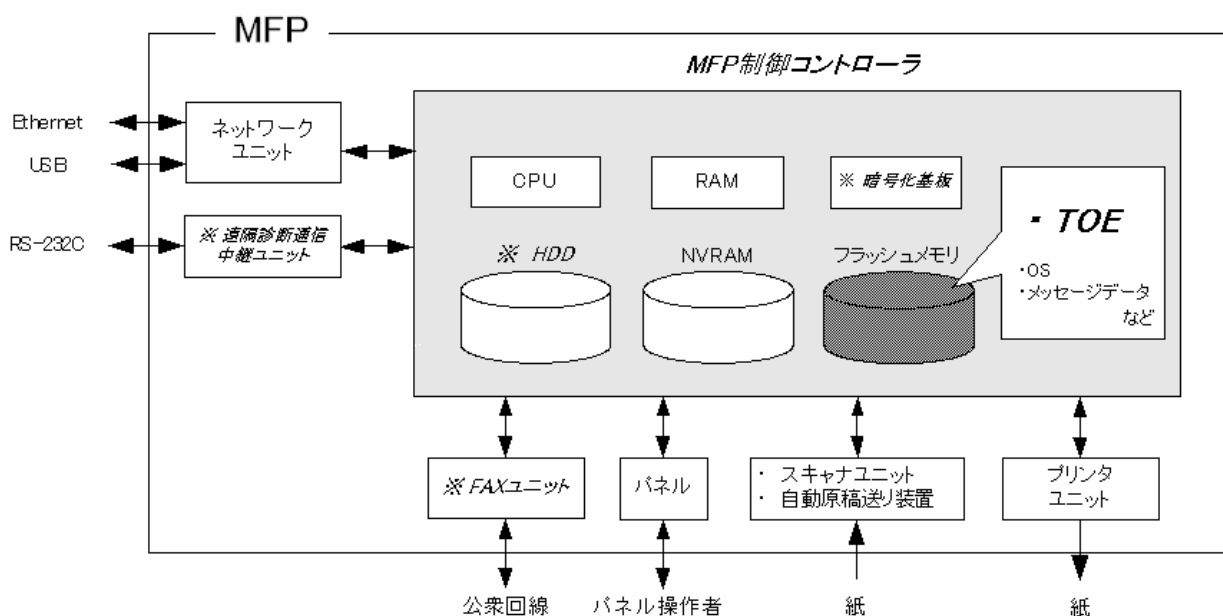 MFP
MFP制御コントローラ
Ethernet
USB
ネットワーク
ユニット
CPU
RAM
※ 暗号化基板
・ TOE
・OS
・メッセージデータ
など
RS-232C
※ 遠隔診断通信
中継ユニット
※ HDD
NVRAM
フラッシュメモリ
※ FAXユニット
パネル
・ スキャナユニット
・ 自動原稿送り装置
プリンタ
ユニット
公衆回線
パネル操作者
紙
紙